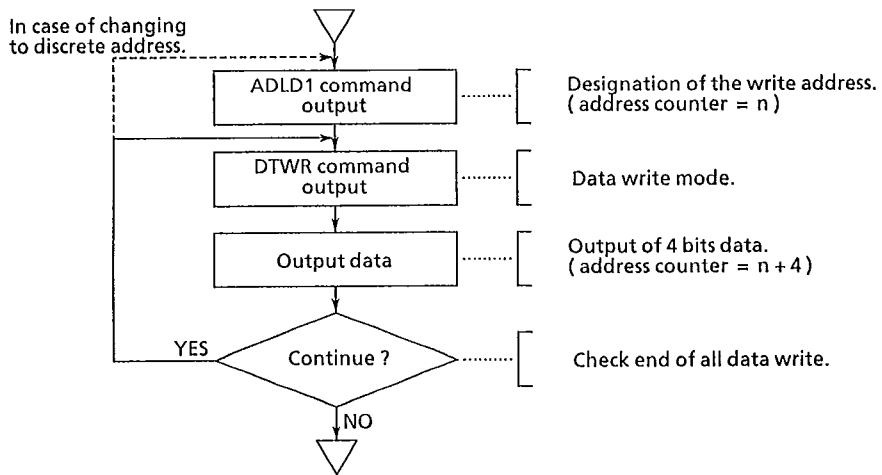 In case of changing
to discrete address.
ADLD1 command
output
Designation of the write address.
( address counter = n )
DTWR command
output
Data write mode.
Output data
Output of 4 bits data.
( address counter = n + 4 )
YES
Continue ?
Check end of all data write.
NO